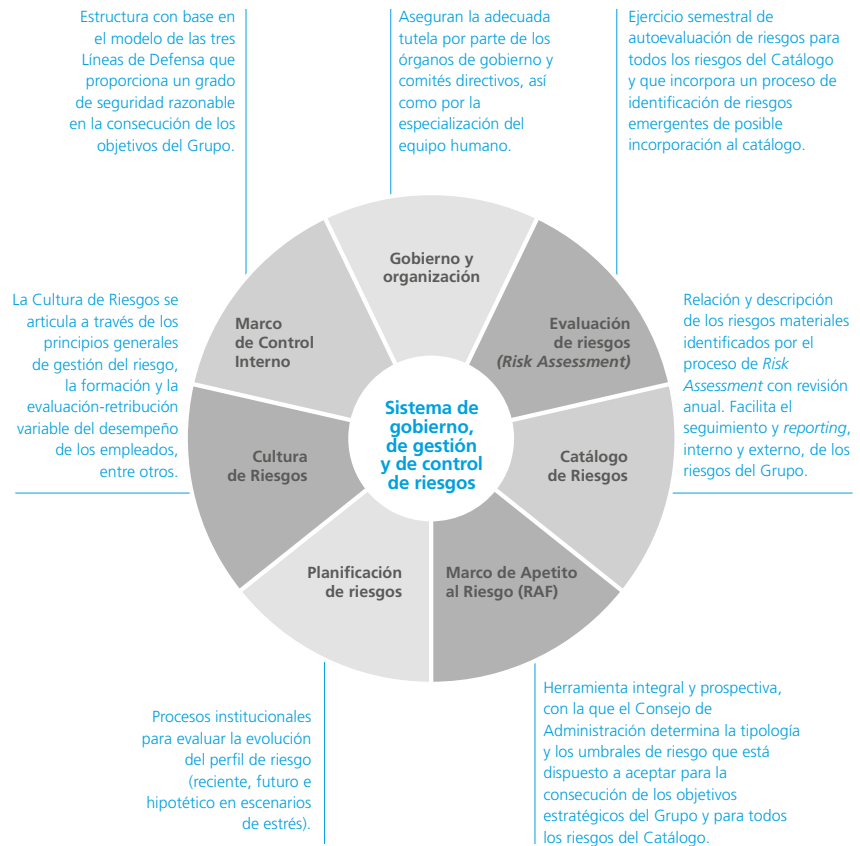 Estructura con base en
el modelo de las tres
Líneas de Defensa que
proporciona un grado
de seguridad razonable
en la consecución de los
objetivos del Grupo.
Aseguran la adecuada
tutela por parte de los
órganos de gobierno y
comités directivos, así
como por la
especialización del
equipo humano.
Ejercicio semestral de
autoevaluación de riesgos para
todos los riesgos del Catálogo
y que incorpora un proceso de
identificación de riesgos
emergentes de posible
incorporación al catálogo.
Gobierno y
organización
Marco
de Control
Interno
Evaluación
de riesgos
(Risk Assessment)
La Cultura de Riesgos se
articula a través de los
principios generales
de gestión del riesgo,
la formación y la
evaluación-retribución
variable del desempeño
de los empleados,
entre otros.
Relación y descripción
de los riesgos materiales
identificados por el
proceso de Risk
Assessment con revisión
anual. Facilita el
seguimiento y reporting,
interno y externo, de los
riesgos del Grupo.
Sistema de
gobierno,
de gestión
y de control
de riesgos
Cultura
de Riesgos
Catálogo
de Riesgos
Planificación
de riesgos
Marco de Apetito
al Riesgo (RAF)
Procesos institucionales
para evaluar la evolución
del perfil de riesgo
(reciente, futuro e
hipotético en escenarios
de estrés).
Herramienta integral y prospectiva,
con la que el Consejo de
Administración determina la tipología
y los umbrales de riesgo que está
dispuesto a aceptar para la
consecución de los objetivos
estratégicos del Grupo y para todos
los riesgos del Catálogo.